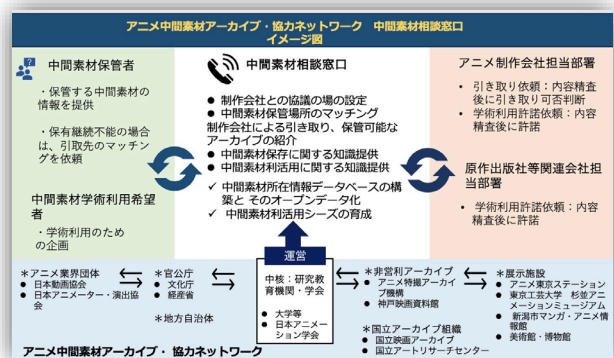 アニメ中間素材アーカイブ・協力ネットワーク 中間素材相談窓口
イメージ図
中間素材保管者
・保管する中間素材の
情報を提供
・保有継続不能の場合
は、引取先のマッチン
グを依頼
中間素材学術利用希望
者
・学術利用のため
の企画
中間素材相談窓口
● 制作会社との協議の場の設定
● 中間素材保管場所のマッチング
制作会社による引き取り、保管可能な
アーカイブの紹介
● 中間素材保存に関する知識提供
● 中間素材利活用に関する知識提供
✓ 中間素材所在情報データベースの構
築と そのオープンデータ化
✓ 中間素材利活用シーズの育成
アニメ制作会社担当部署
• 引き取り依頼：内容精査
後に引き取り可否判断
• 学術利用許諾依頼：内容
精査後に許諾
原作出版社等関連会社担
当部署
• 学術利用許諾依頼：内容
精査後に許諾
運営
中核：研究教
育機関・学会
● 大学等
● 日本アニメー
ション学会
＊アニメ業界団体
● 日本動画協会
● 日本アニメーター・演出協
会
＊官公庁
● 文化庁
● 経産省
＊地方自治体
＊非営利アーカイブ
● アニメ特撮アーカイ
ブ機構
● 神戸映画資料館
＊国立アーカイブ組織
● 国立映画アーカイブ
● 国立アートリサーチセンター
＊展示施設
● アニメ東京ステーション
● 東京工芸大学 杉並アニ
メーションミュージアム
● 新潟市マンガ・アニメ情
報館
● 美術館・博物館
アニメ中間素材アーカイブ・ 協力ネットワーク